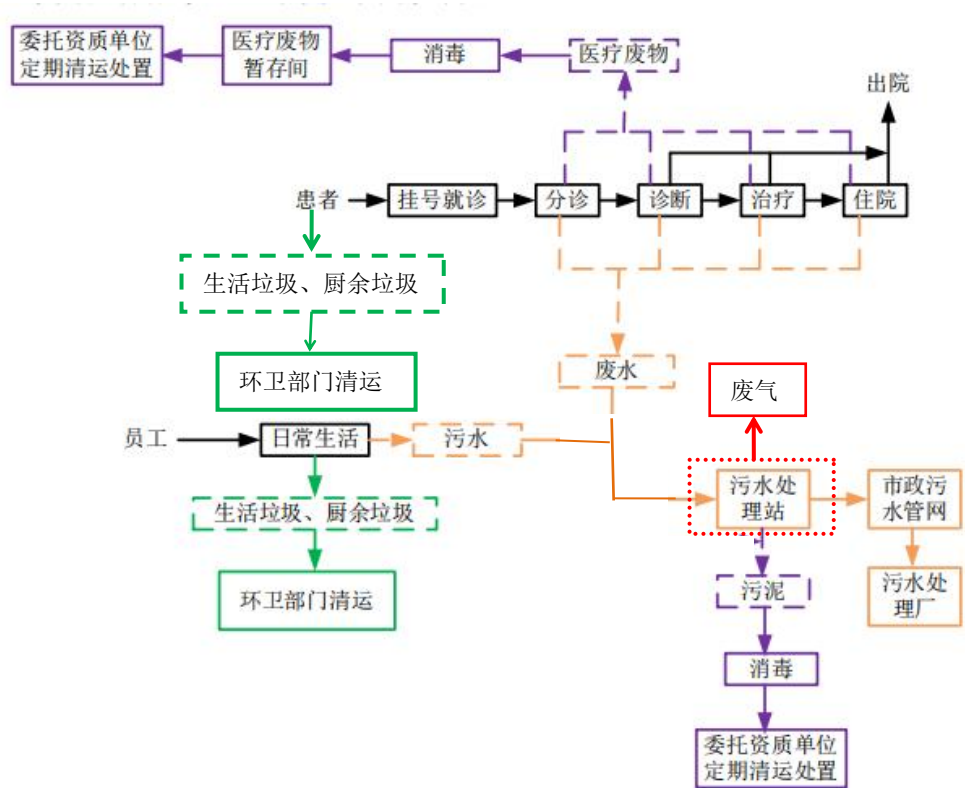 委托资质单位
定期清运处置
医疗废物
暂存间
消毒
医疗废物
出院
患者
挂号就诊
分诊
诊断
治疗
住院
生活垃圾、厨余垃圾
环卫部门清运
废水
废气
员工
日常生活
污水
污水处
理站
市政污
水管网
生活垃圾、厨余垃圾
环卫部门清运
污泥
污水处
理厂
消毒
委托资质单位
定期清运处置